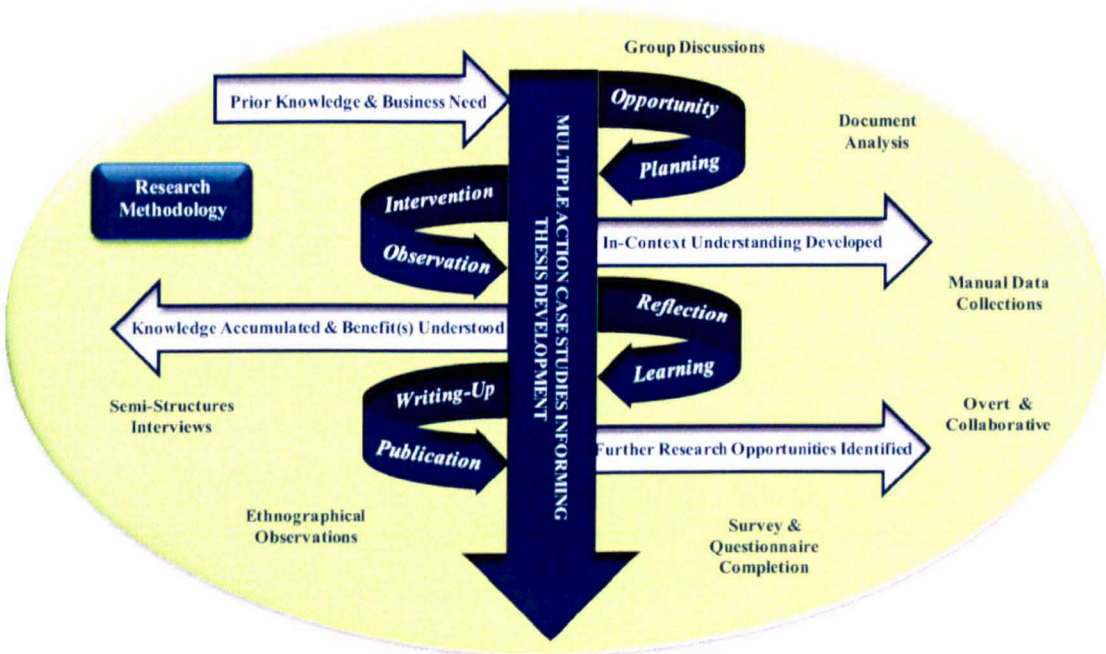 Group Discussions
Prior Knowledge & Business Need
Opportunity
Planning
Document
Analysis
Research
Methodology
Intervention
Observation
MULTIPLE ACTION CASE STUDIES INFORMING
THESIS DEVELOPMENT
In-Context Understanding Developed
Manual Data
Collections
Knowledge Accumulated & Benefit(s) Understood
Reflection
Learning
Semi-Structures
Interviews
Writing-Up
Publication
Overt &
Collaborative
Further Research Opportunities Identified
Ethnographical
Observations
Survey &
Questionnaire
Completion